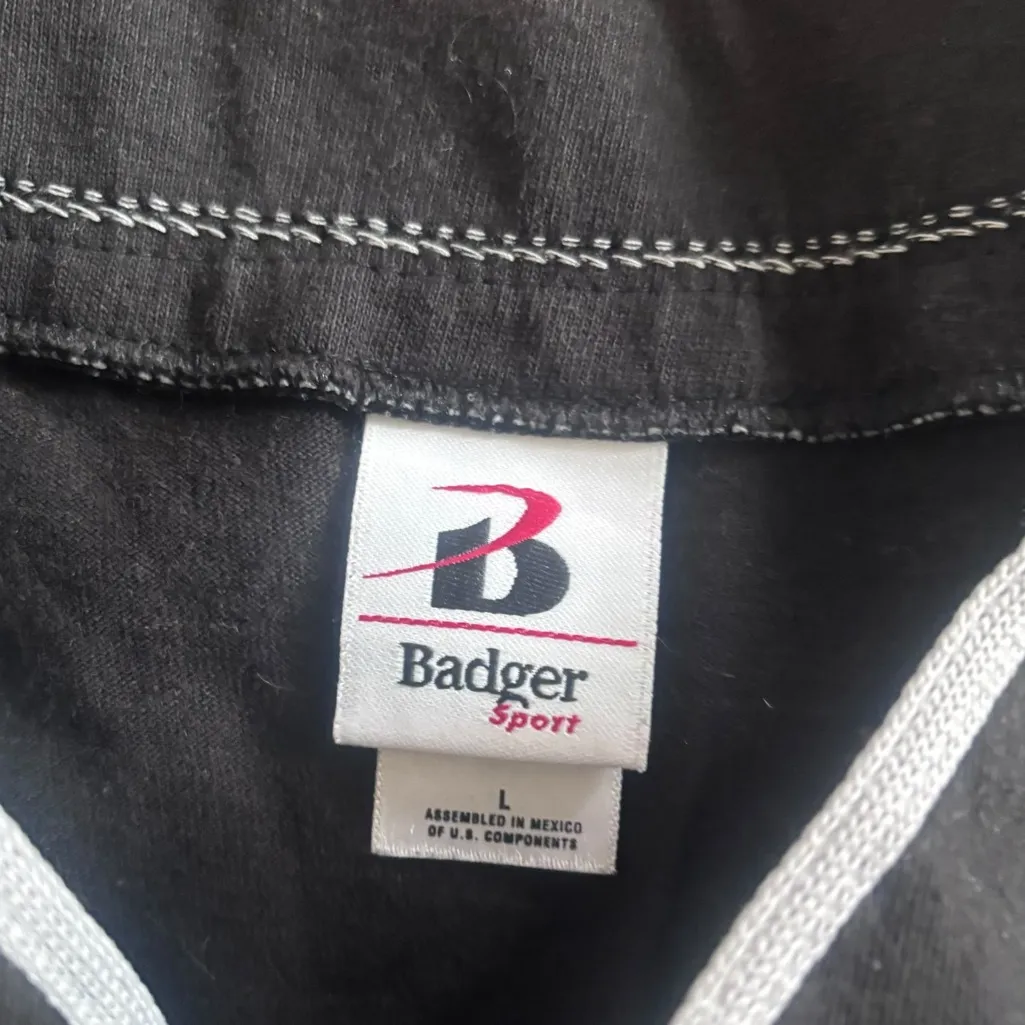 B
Badger
Sport
L
ASSEMBLED IN MEXICO
OF U.S. COMPONENTS